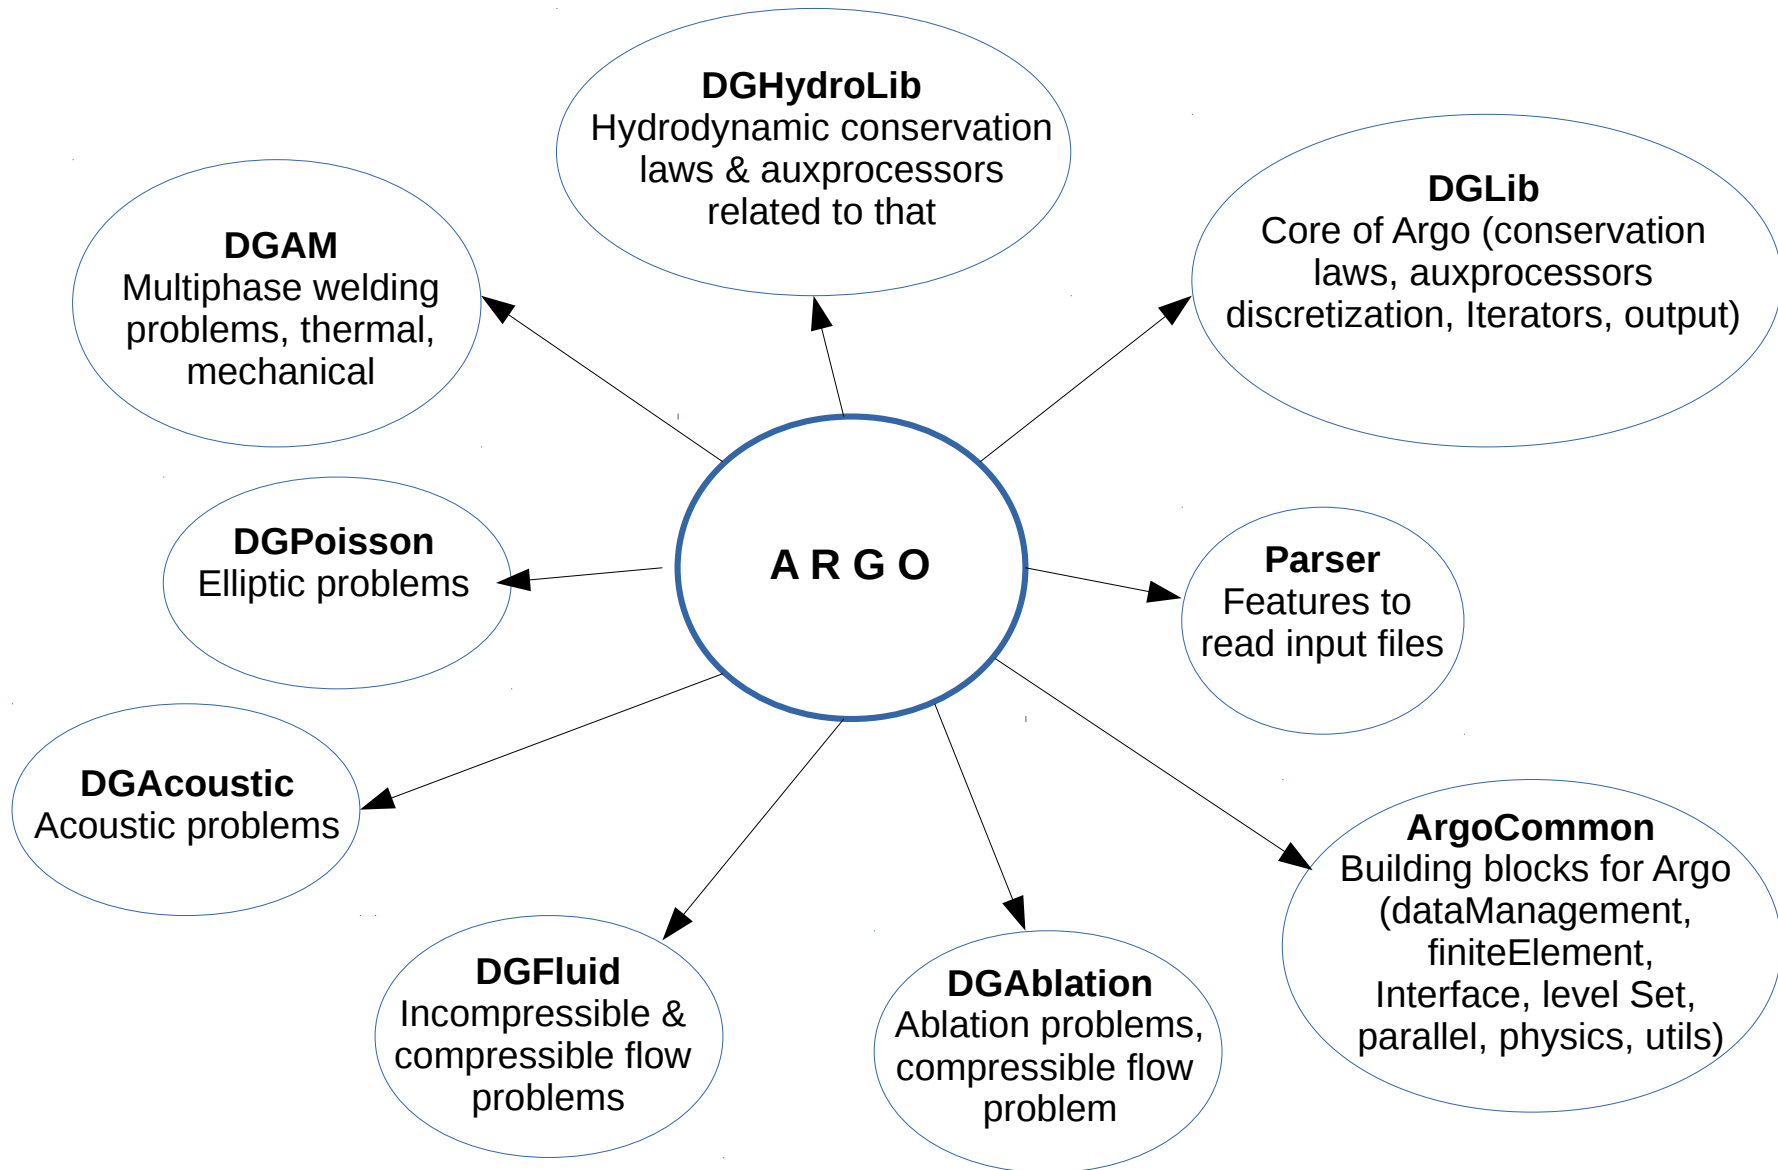 DGHydroLib
Hydrodynamic conservation
laws & auxprocessors
related to that
DGLib
Core of Argo (conservation
laws, auxprocessors
discretization, Iterators, output)
DGAM
Multiphase welding
problems, thermal,
mechanical
DGPoisson
Elliptic problems
A R G O
Parser
Features to
read input files
DGAcoustic
Acoustic problems
ArgoCommon
Building blocks for Argo
(dataManagement,
finiteElement,
Interface, level Set,
parallel, physics, utils)
DGFluid
Incompressible &
compressible flow
problems
DGAblation
Ablation problems,
compressible flow
problem